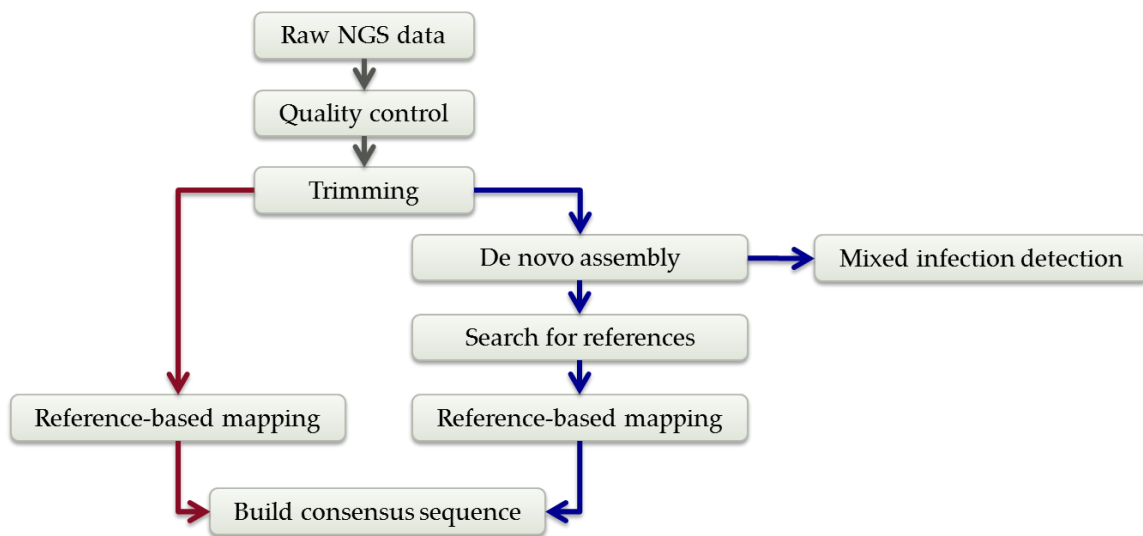 Raw NGS data
Quality control
Trimming
De novo assembly
Mixed infection detection
Search for references
Reference-based mapping
Reference-based mapping
Build consensus sequence